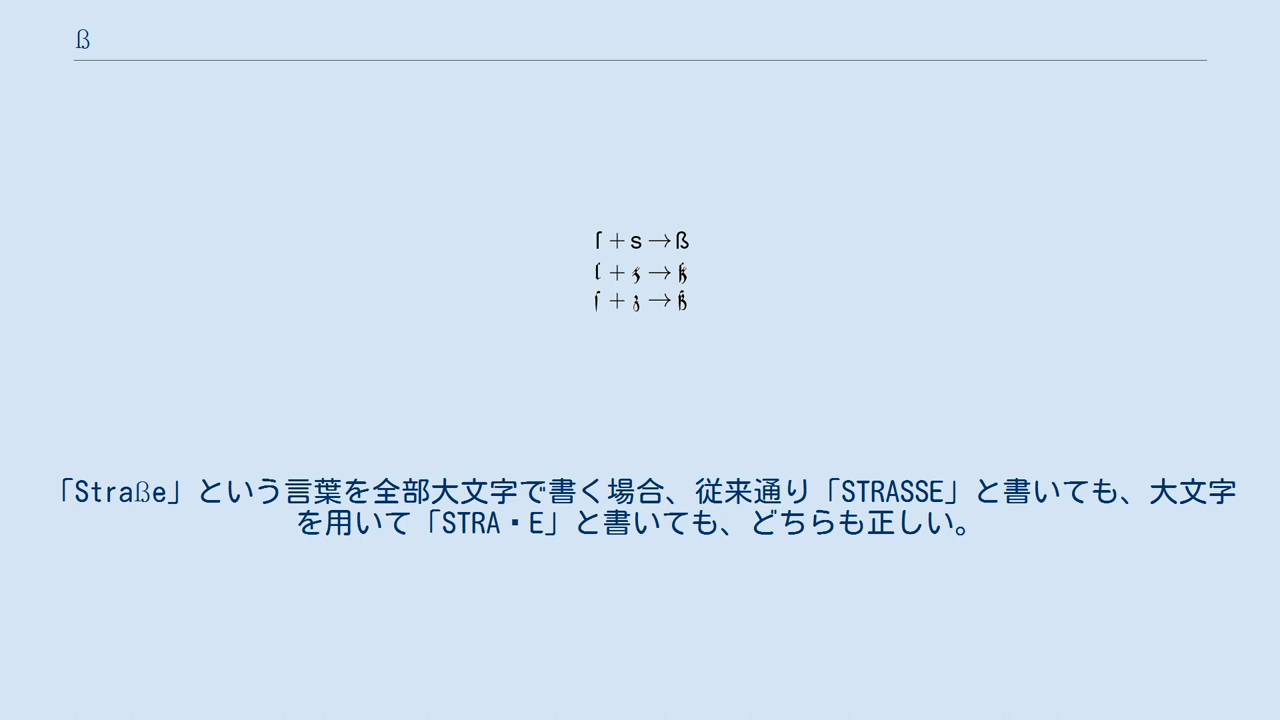 ß
ſ + s → ß
ſ + z → ß
ſ + z → ß
「Straße」という言葉を全部大文字で書く場合、従来通り「STRASSE」と書いても、大文字
を用いて「STRA▪E」と書いても、どちらも正しい。